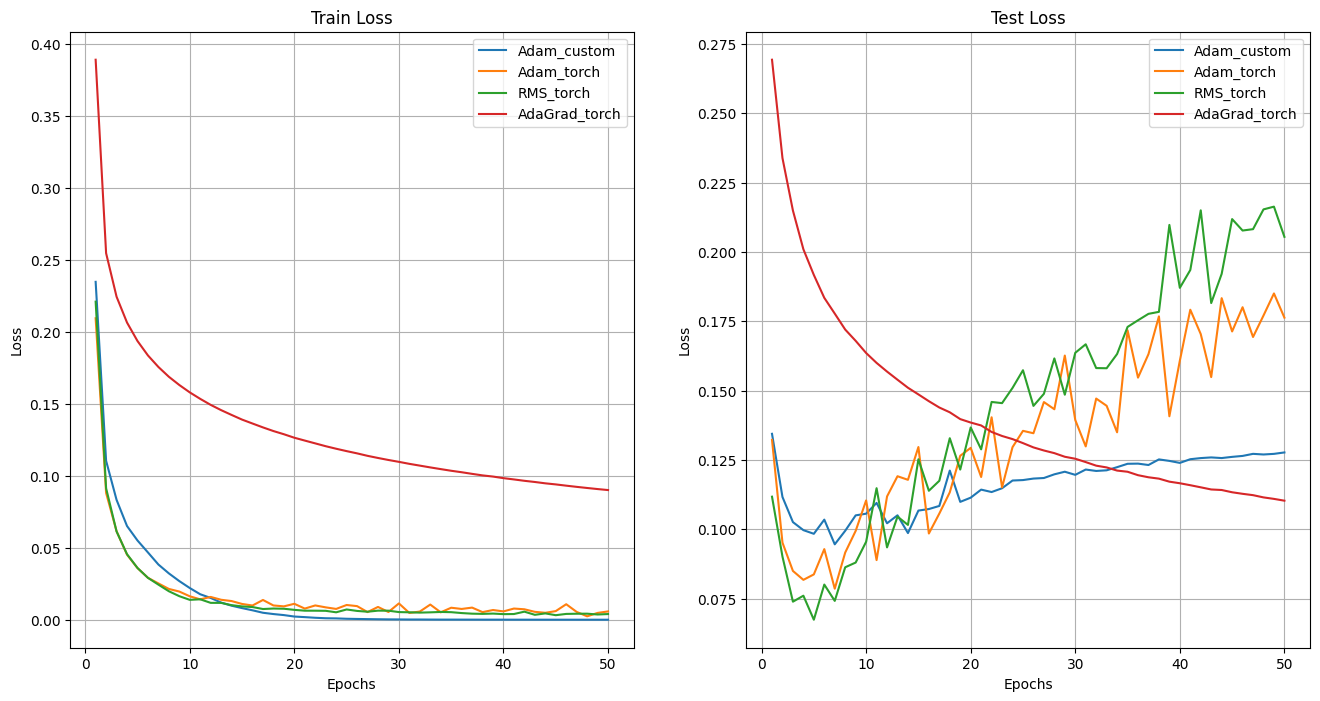 Train Loss
Loss
0.40
0.35
0.30
0.25
0.20
0.15
0.10
0.05
0.00
Adam_custom
Adam_torch
RMS_torch
AdaGrad_torch
0 10 20 30 40 50
Epochs
Test Loss
Loss
0.275
0.250
0.225
0.200
0.175
0.150
0.125
0.100
0.075
Adam_custom
Adam_torch
RMS_torch
AdaGrad_torch
0 10 20 30 40 50
Epochs